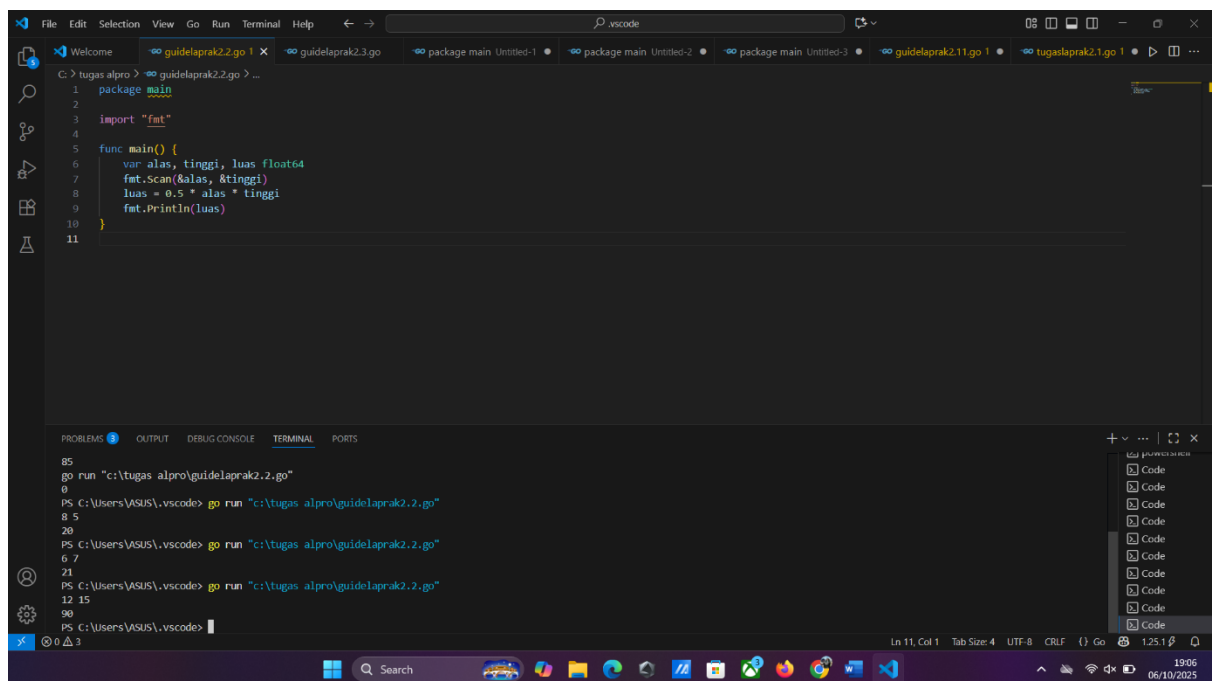 File Edit Selection View Go Run Terminal Help ← → .vscode
Welcome guidelaprak2.2.go 1 × guidelaprak2.3.go package main Untitled-1 ● package main Untitled-2 ● package main Untitled-3 ● guidelaprak2.11.go 1 ● tugaslaprak2.1.go 1 ● ...
C: > tugas alpro > guidelaprak2.2.go > ...
1 package main
2
3 import "fmt"
4
5 func main() {
6 var alas, tinggi, luas float64
7 fmt.Scan(&alas, &tinggi)
8 luas = 0.5 * alas * tinggi
9 fmt.Println(luas)
10 }
11
PROBLEMS 3 OUTPUT DEBUG CONSOLE TERMINAL PORTS
85
go run "c:\tugas alpro\guidelaprak2.2.go"
0
PS C:\Users\ASUS\.vscode> go run "c:\tugas alpro\guidelaprak2.2.go"
8 5
20
PS C:\Users\ASUS\.vscode> go run "c:\tugas alpro\guidelaprak2.2.go"
6 7
21
PS C:\Users\ASUS\.vscode> go run "c:\tugas alpro\guidelaprak2.2.go"
12 15
90
PS C:\Users\ASUS\.vscode>
powershell
Code
Code
Code
Code
Code
Code
Code
Code
Code
Code
0 3 Ln 11, Col 1 Tab Size: 4 UTF-8 CRLF {} Go 1.25.1
Search
19:06
06/10/2025